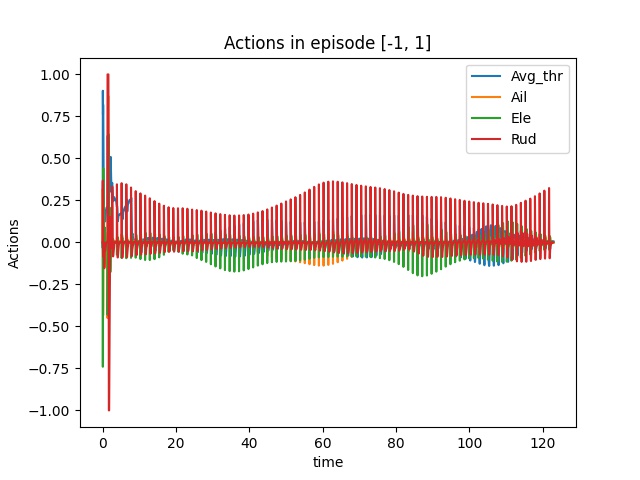 Actions in episode [-1, 1]
Avg_thr
Ail
Ele
Rud
1.00
0.75
0.50
0.25
0.00
−0.25
−0.50
−0.75
−1.00
Actions
0
20
40
60
80
100
120
time